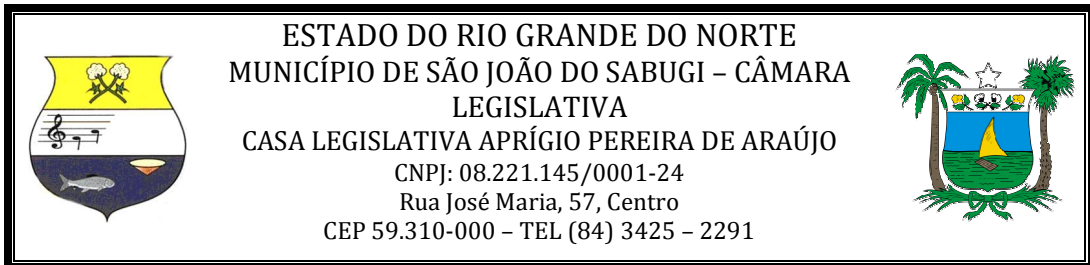 ESTADO DO RIO GRANDE DO NORTE
MUNICÍPIO DE SÃO JOÃO DO SABUGI – CÂMARA
LEGISLATIVA
CASA LEGISLATIVA APRÍGIO PEREIRA DE ARAÚJO
CNPJ: 08.221.145/0001-24
Rua José Maria, 57, Centro
CEP 59.310-000 – TEL (84) 3425 – 2291